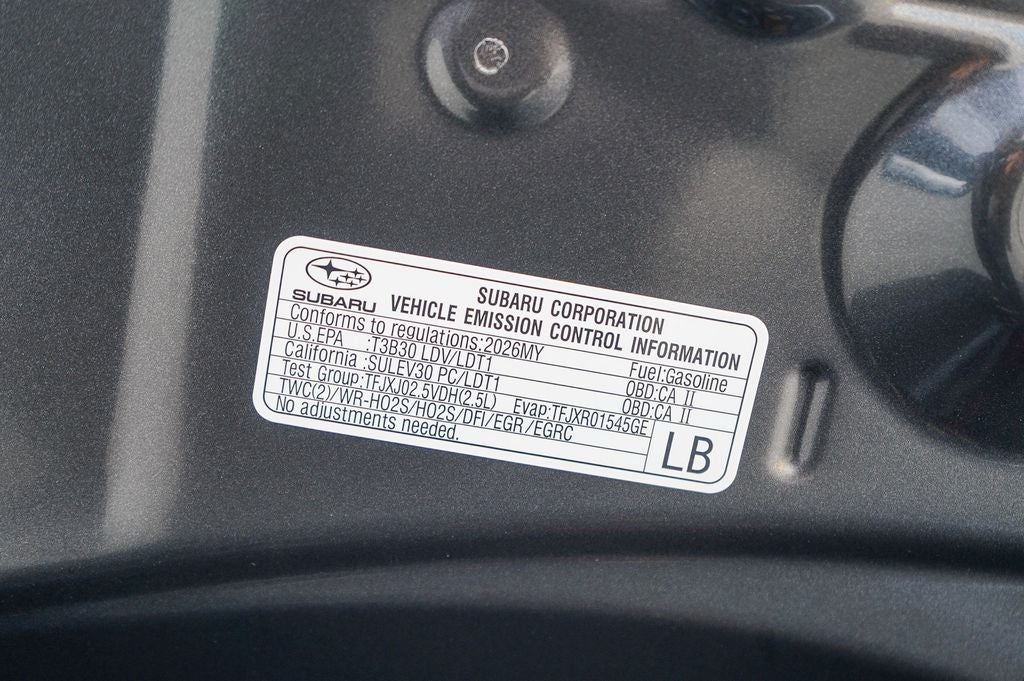 SUBARU
SUBARU CORPORATION
VEHICLE EMISSION CONTROL INFORMATION
Conforms to regulations:2026MY Fuel:Gasoline
U.S.EPA :T3B30 LDV/LDT1 OBD:CA II
California :SULEV30 PC/LDT1 OBD:CA II
Test Group:TFJXJ02.5VDH(2.5L) Evap:TFJXR01545GE
TWC(2)/WR-HO2S/HO2S/DFI/EGR/EGRC
No adjustments needed.
LB